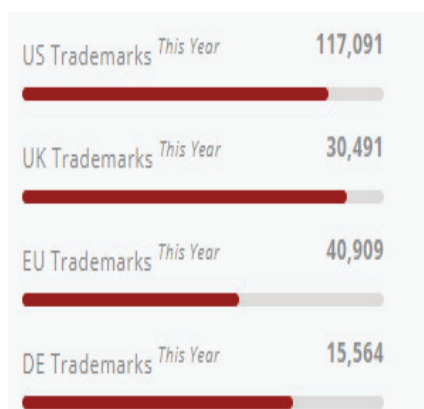 US Trademarks This Year 117,091
UK Trademarks This Year 30,491
EU Trademarks This Year 40,909
DE Trademarks This Year 15,564